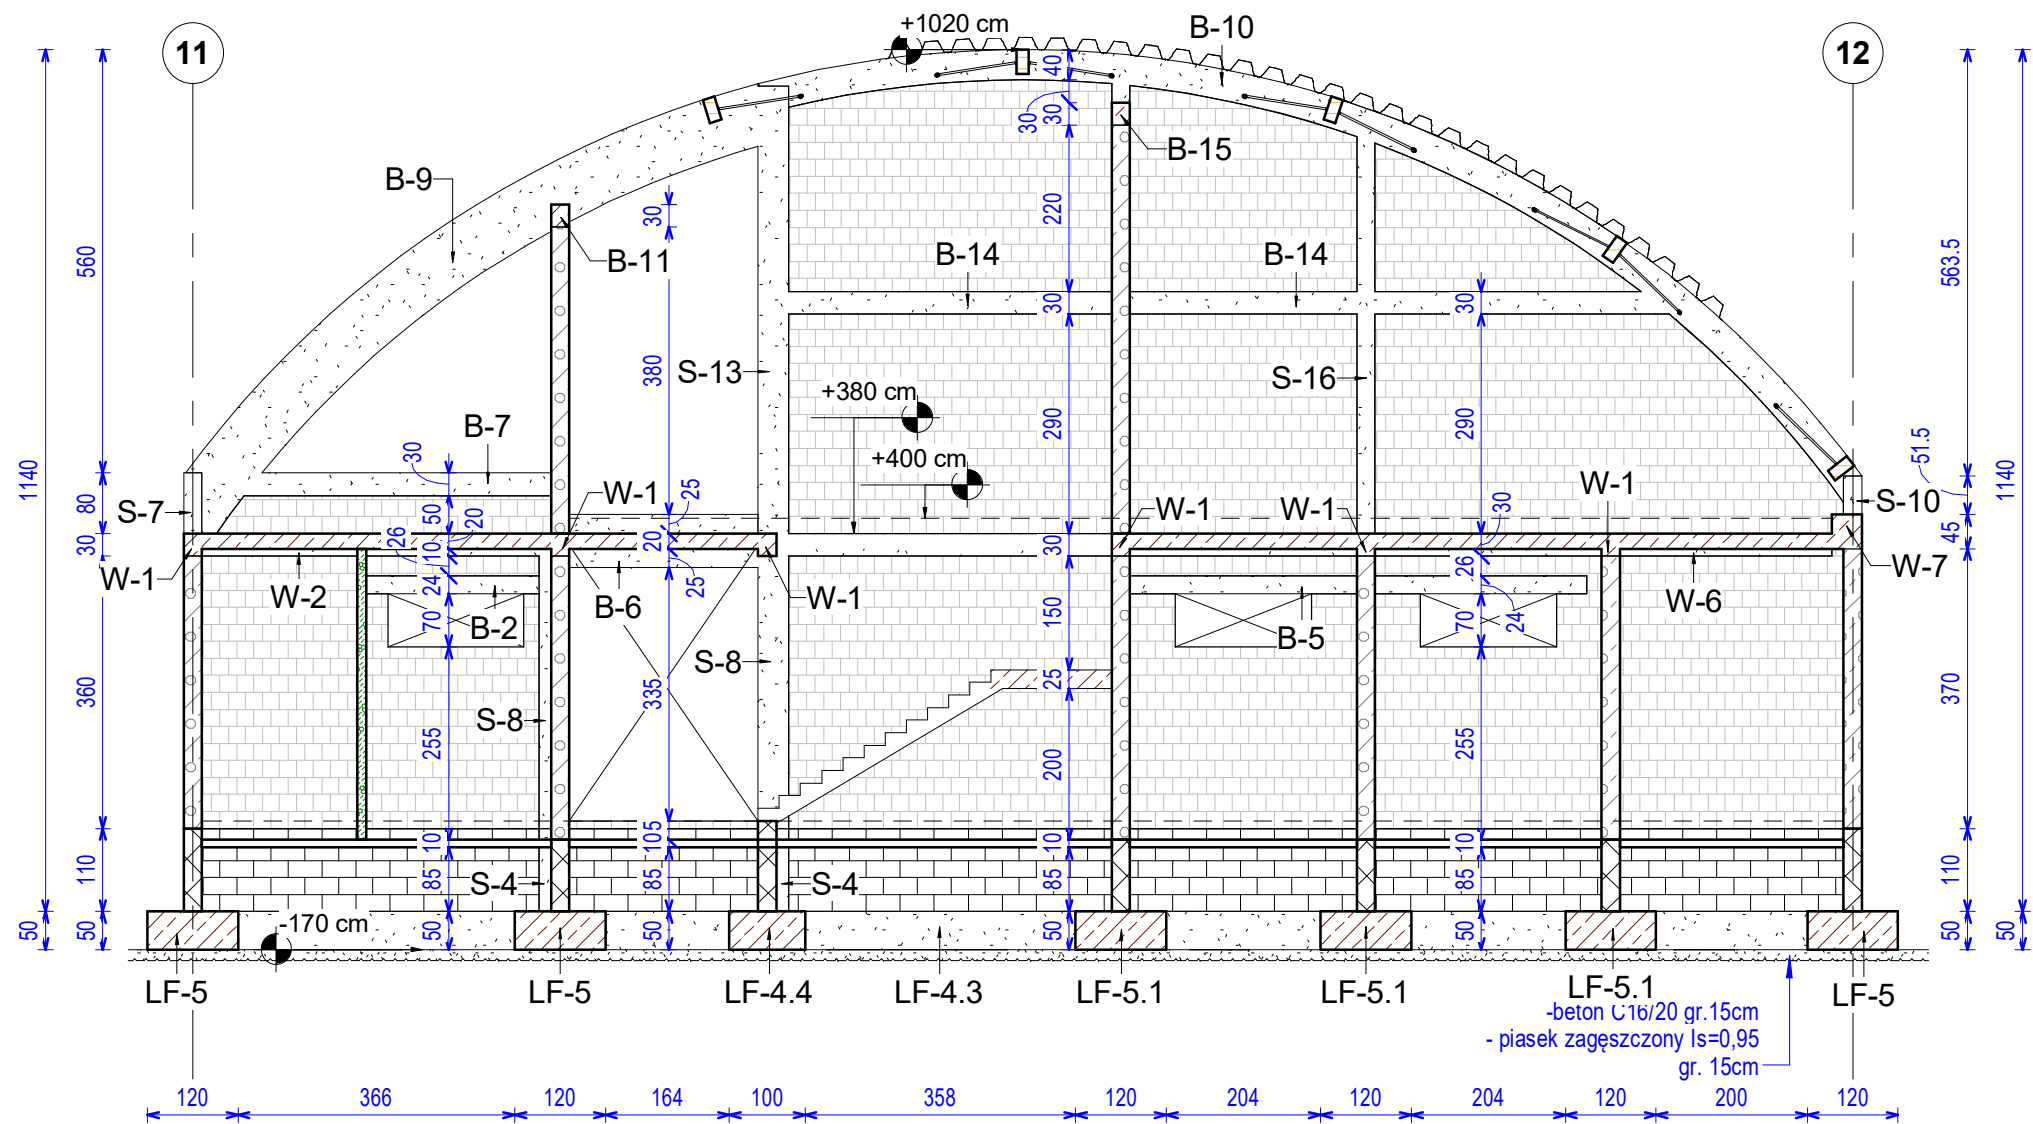 11
+1020 cm
B-10
12
40
30
30
B-15
B-9
30
220
B-11
B-14
B-14
560
563.5
30
30
S-13
380
S-16
+380 cm
290
290
B-7
30
+400 cm
51.5
1140
1140
80
S-7
50
20
W-1
25
W-1
W-1
30
W-1
S-10
45
30
26
10
20
30
26
W-1
W-2
24
B-6
25
W-1
W-6
W-7
70
B-2
150
B-5
70
24
S-8
335
25
360
S-8
370
255
200
255
10
105
10
10
110
85
S-4
85
S-4
85
85
110
50
50
-170 cm
50
50
50
50
50
50
LF-5
LF-5
LF-4.4
LF-4.3
LF-5.1
LF-5.1
LF-5.1
LF-5
-beton C16/20 gr.15cm
- piasek zagęszczony Is=0,95
gr. 15cm
120
366
120
164
100
358
120
204
120
204
120
200
120